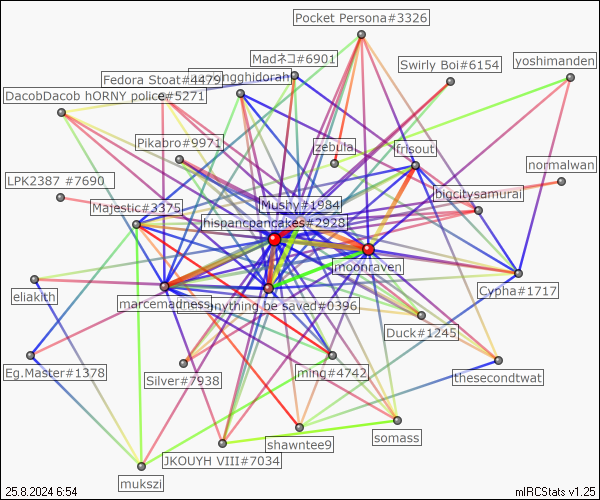 Pocket Persona#3326
Madネコ#6901
Swirly Boi#6154
yoshimanden
Fedora Stoat#4479
ngghidorah
DacobDacob hORNY police#5271
Pikabro#9971
zebula
frisout
normalwan
LPK2387 #7690
Majestic#3375
Mushy#1984
bigcitysamurai
hispancpancakes#2928
moonraven
eliakith
marcemadness
anything be saved#0396
Cypha#1717
Duck#1245
Eg.Master#1378
Silver#7938
ming#4742
thesecondtwat
somass
shawntee9
JKOUYH VIII#7034
mukszi
25.8.2024 6:54
mIRCStats v1.25